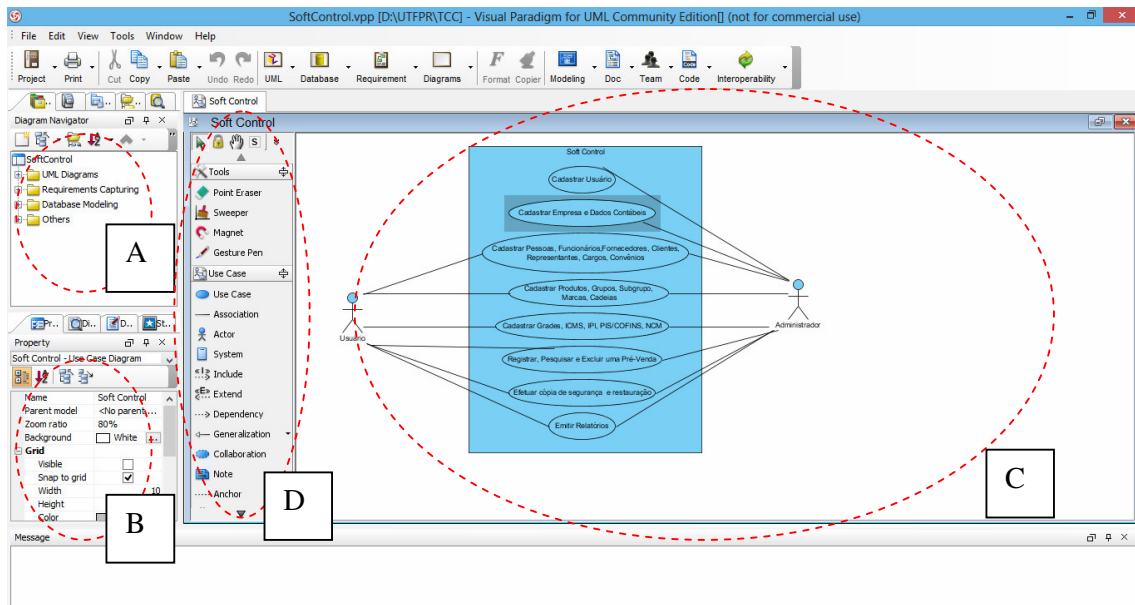 SoftControl.vpp [D:\UTFPR\TCC] - Visual Paradigm for UML Community Edition[] (not for commercial use)
File Edit View Tools Window Help
Project Print Cut Copy Paste Undo Redo UML Database Requirement Diagrams Format Copier Modeling Doc Team Code Interoperability
Soft Control
Diagram Navigator
Soft Control
SoftControl
UML Diagrams
Requirements Capturing
Database Modeling
Others
A
Pr.. Di.. D.. St..
Property
Soft Control - Use Case Diagram
Name Soft Control
Parent model <No parent...
Zoom ratio 80%
Background White ...
Grid
Visible
Snap to grid
Width 10
Height
Color
B
S
Tools
Point Eraser
Sweeper
Magnet
Gesture Pen
Use Case
Use Case
Association
Actor
System
Include
Extend
Dependency
Generalization
Collaboration
Note
Anchor
D
Soft Control
Cadastrar Usuário
Cadastrar Empresa e Dados Contábeis
Cadastrar Pessoas, Funcionários,Fornecedores, Clientes,
Representantes, Cargos, Convênios
Cadastrar Produtos, Grupos, Subgrupo,
Marcas, Cadeias
Cadastrar Grades, ICMS, IPI, PIS/COFINS, NCM
Registrar, Pesquisar e Excluir uma Pré-Venda
Efetuar cópia de segurança e restauração
Emitir Relatórios
Usuário
Administrador
C
Message